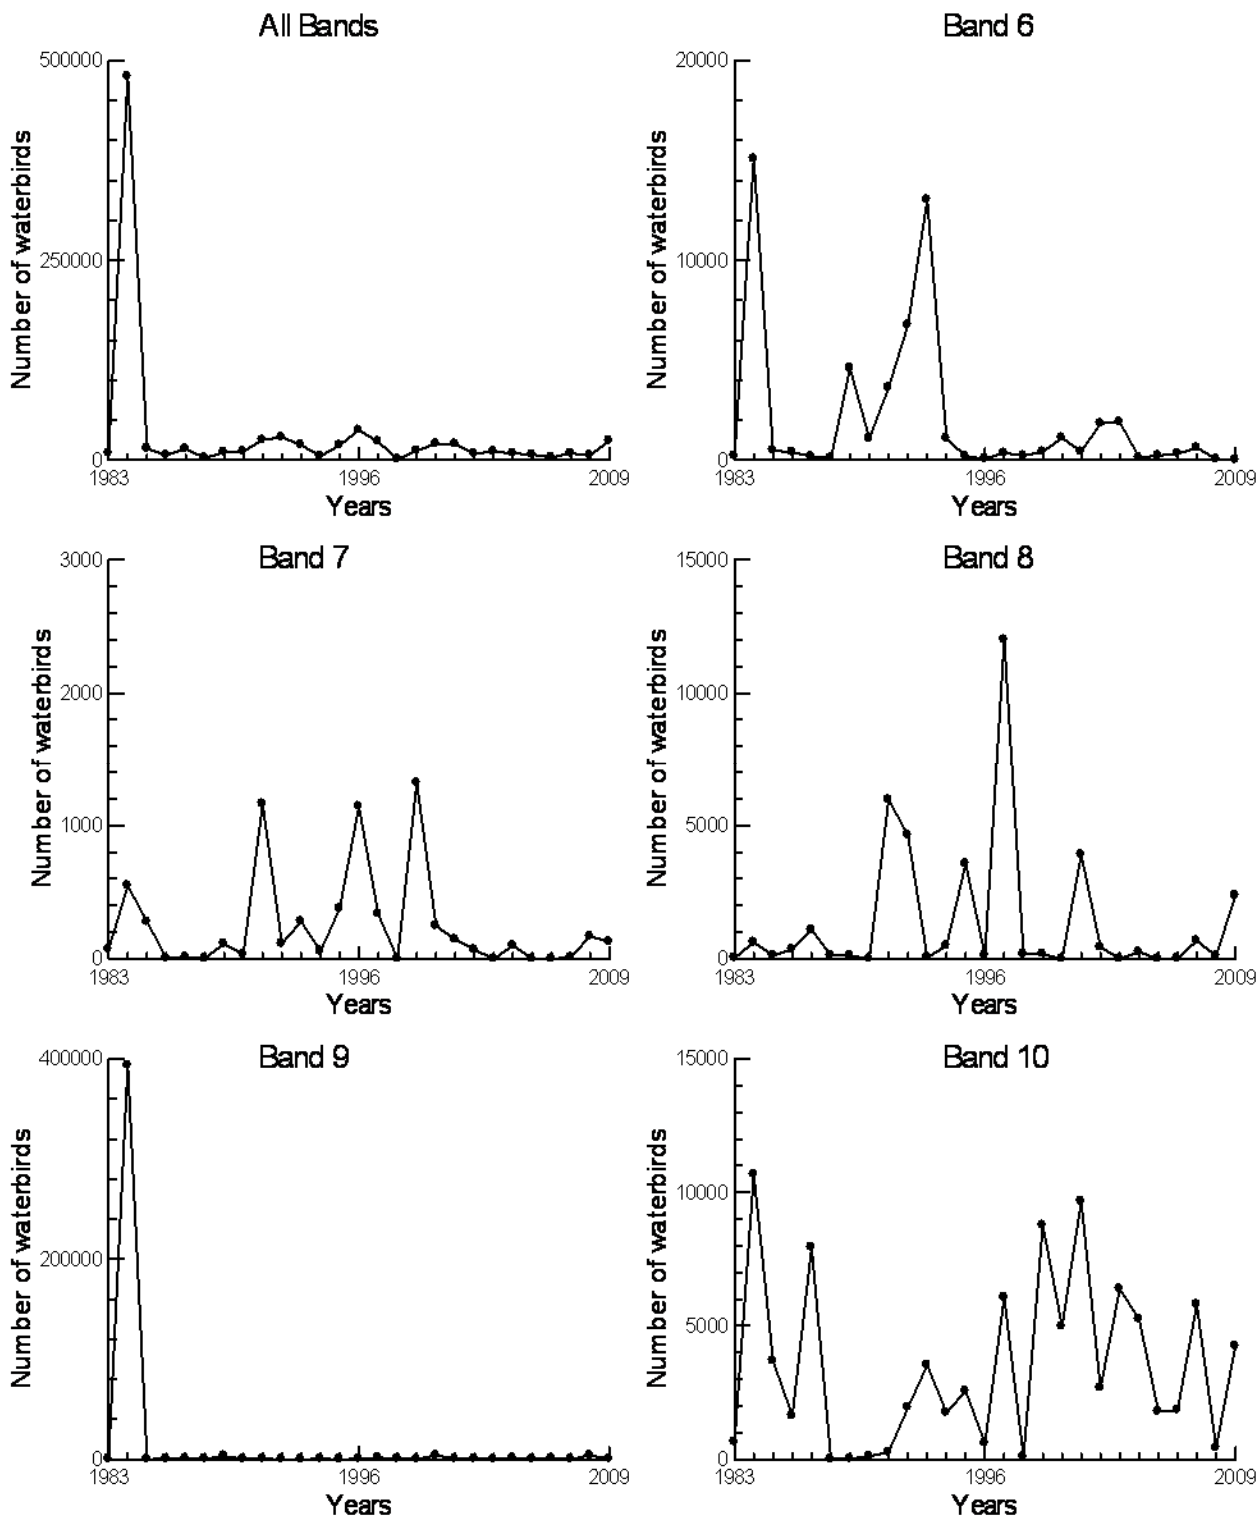 All Bands
500000
250000
0
Number of waterbirds
1983
1996
2009
Years
Band 6
20000
10000
0
Number of waterbirds
1983
1996
2009
Years
Band 7
3000
2000
1000
0
Number of waterbirds
1983
1996
2009
Years
Band 8
15000
10000
5000
0
Number of waterbirds
1983
1996
2009
Years
Band 9
400000
200000
0
Number of waterbirds
1983
1996
2009
Years
Band 10
15000
10000
5000
0
Number of waterbirds
1983
1996
2009
Years